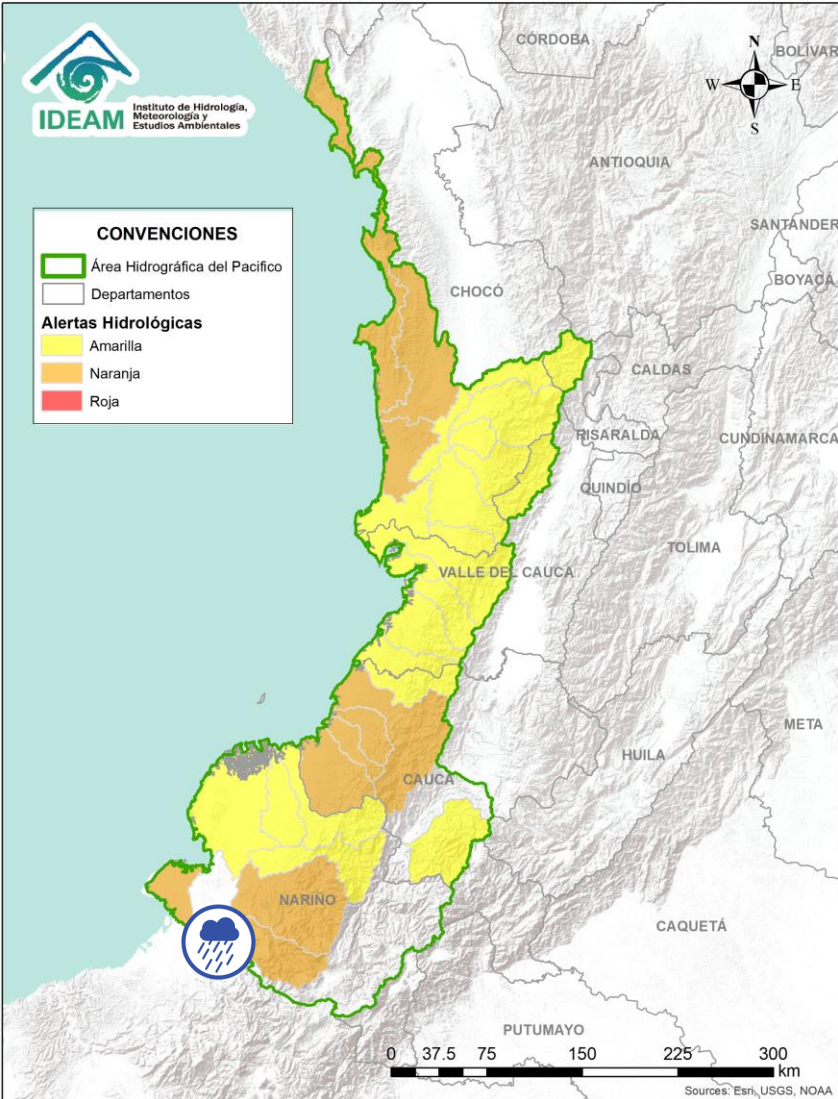 IDEAM
Instituto de Hidrología,
Meteorología y
Estudios Ambientales
N
W
E
S
CÓRDOBA
BOLÍVAR
ANTIOQUIA
SANTANDER
BOYACÁ
CHOCÓ
CONVENCIONES
Área Hidrográfica del Pacifico
Departamentos
Alertas Hidrológicas
Amarilla
Naranja
Roja
CALDAS
RISARALDA
CUNDINAMARCA
QUINDÍO
TOLIMA
VALLE DEL CAUCA
META
HUILA
CAUCA
NARIÑO
CAQUETÁ
PUTUMAYO
0 37.5 75 150 225 300
km
Sources: Esri, USGS, NOAA